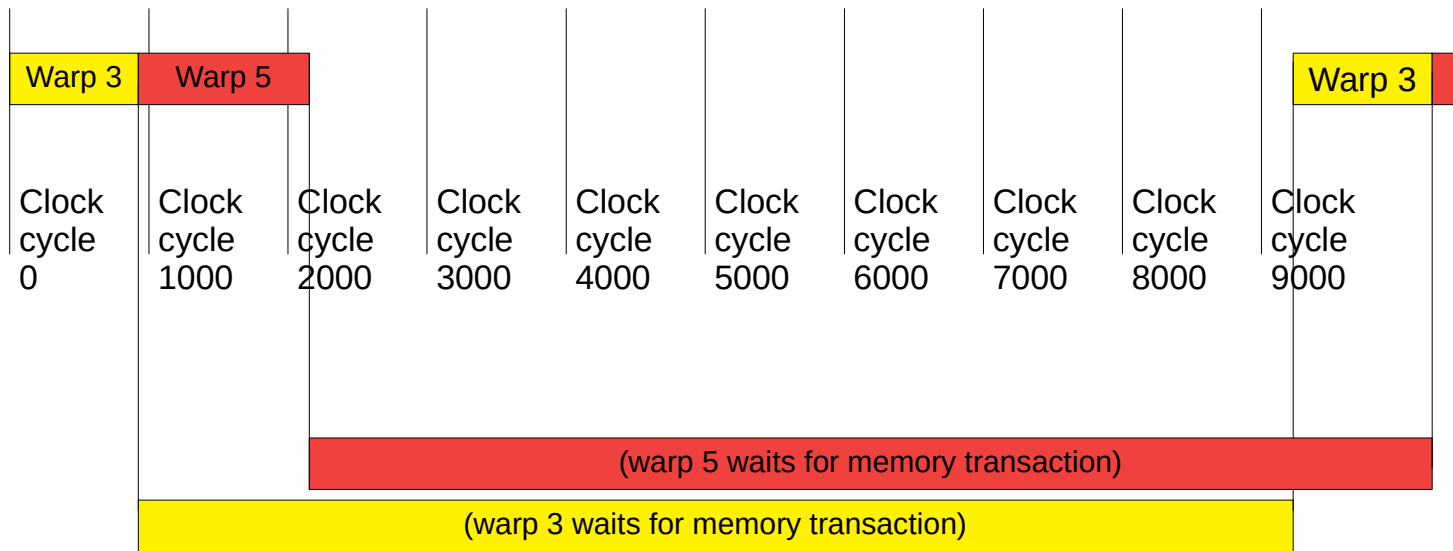 Warp 3
Warp 5
Warp 3
Clock
cycle
0
Clock
cycle
1000
Clock
cycle
2000
Clock
cycle
3000
Clock
cycle
4000
Clock
cycle
5000
Clock
cycle
6000
Clock
cycle
7000
Clock
cycle
8000
Clock
cycle
9000
(warp 5 waits for memory transaction)
(warp 3 waits for memory transaction)